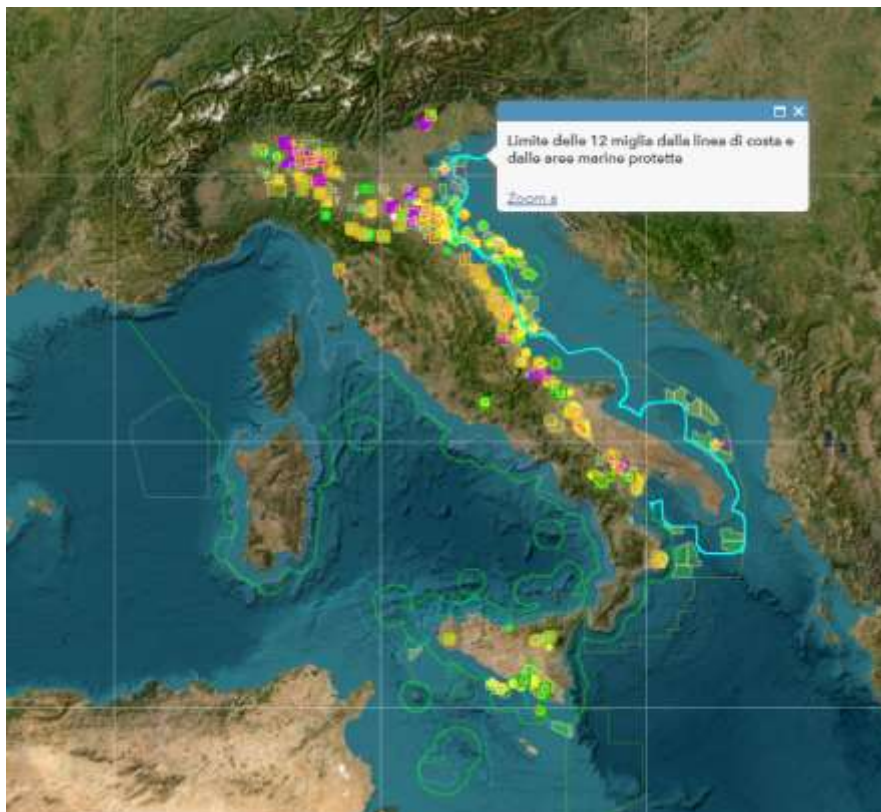 Limite delle 12 miglia dalla linea di costa e
dalle aree marine protette
Zoom a